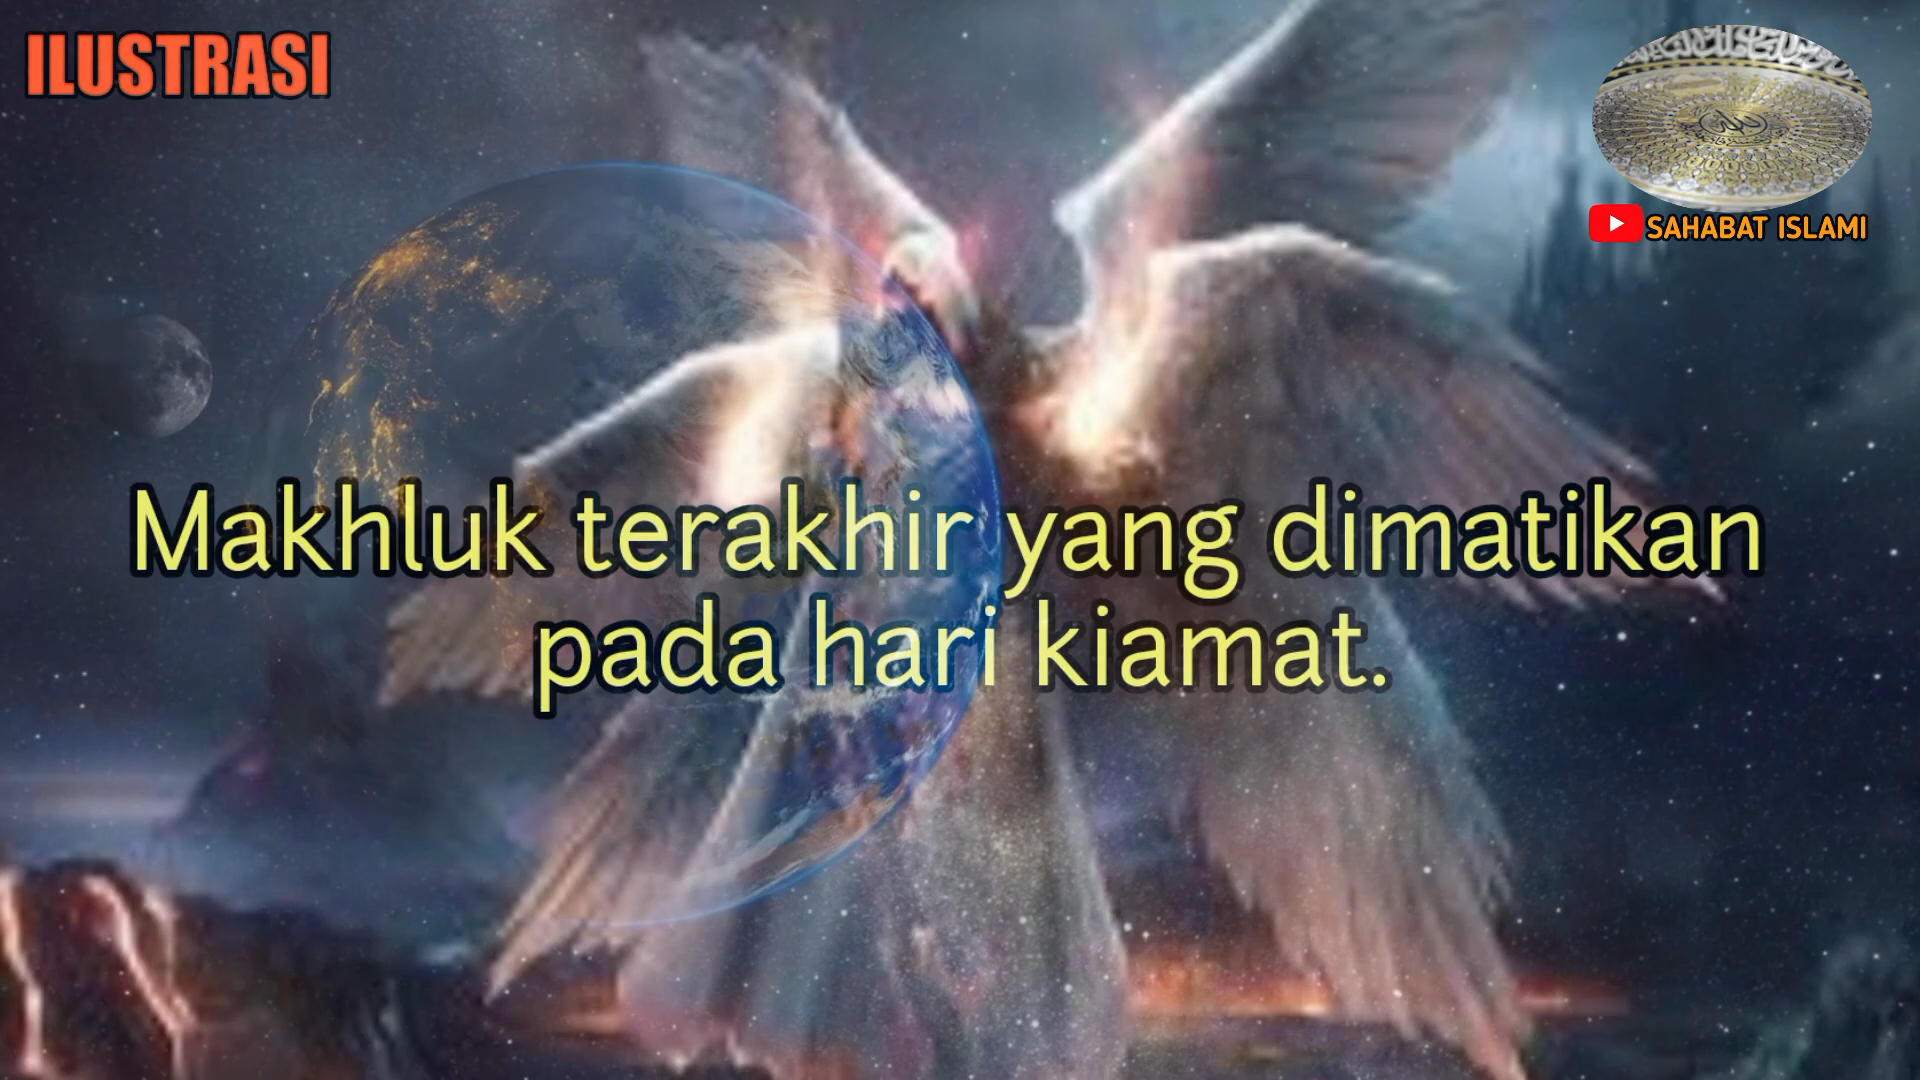 ILUSTRASI
SAHABAT ISLAMI
Makhluk terakhir yang dimatikan
pada hari kiamat.